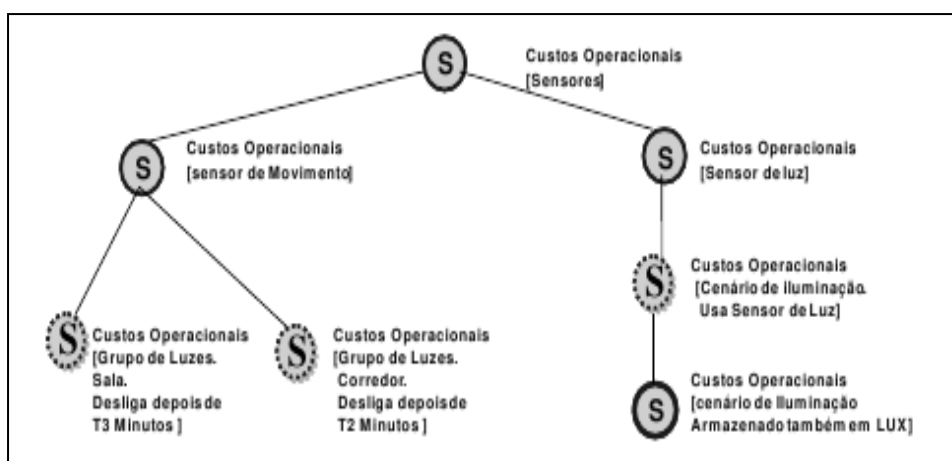 S
Custos Operacionais
[Sensores]
S
Custos Operacionais
[sensor de Movimento]
S
Custos Operacionais
[Sensor de luz]
S
Custos Operacionais
[Cenário de iluminação.
Usa Sensor de Luz]
S
Custos Operacionais
[Grupo de Luzes.
Sala.
Desliga depois de
T3 Minutos ]
S
Custos Operacionais
[Grupo de Luzes.
Corredor.
Desliga depois de
T2 Minutos ]
S
Custos Operacionais
[cenário de Iluminação
Armazenado também em LUX]